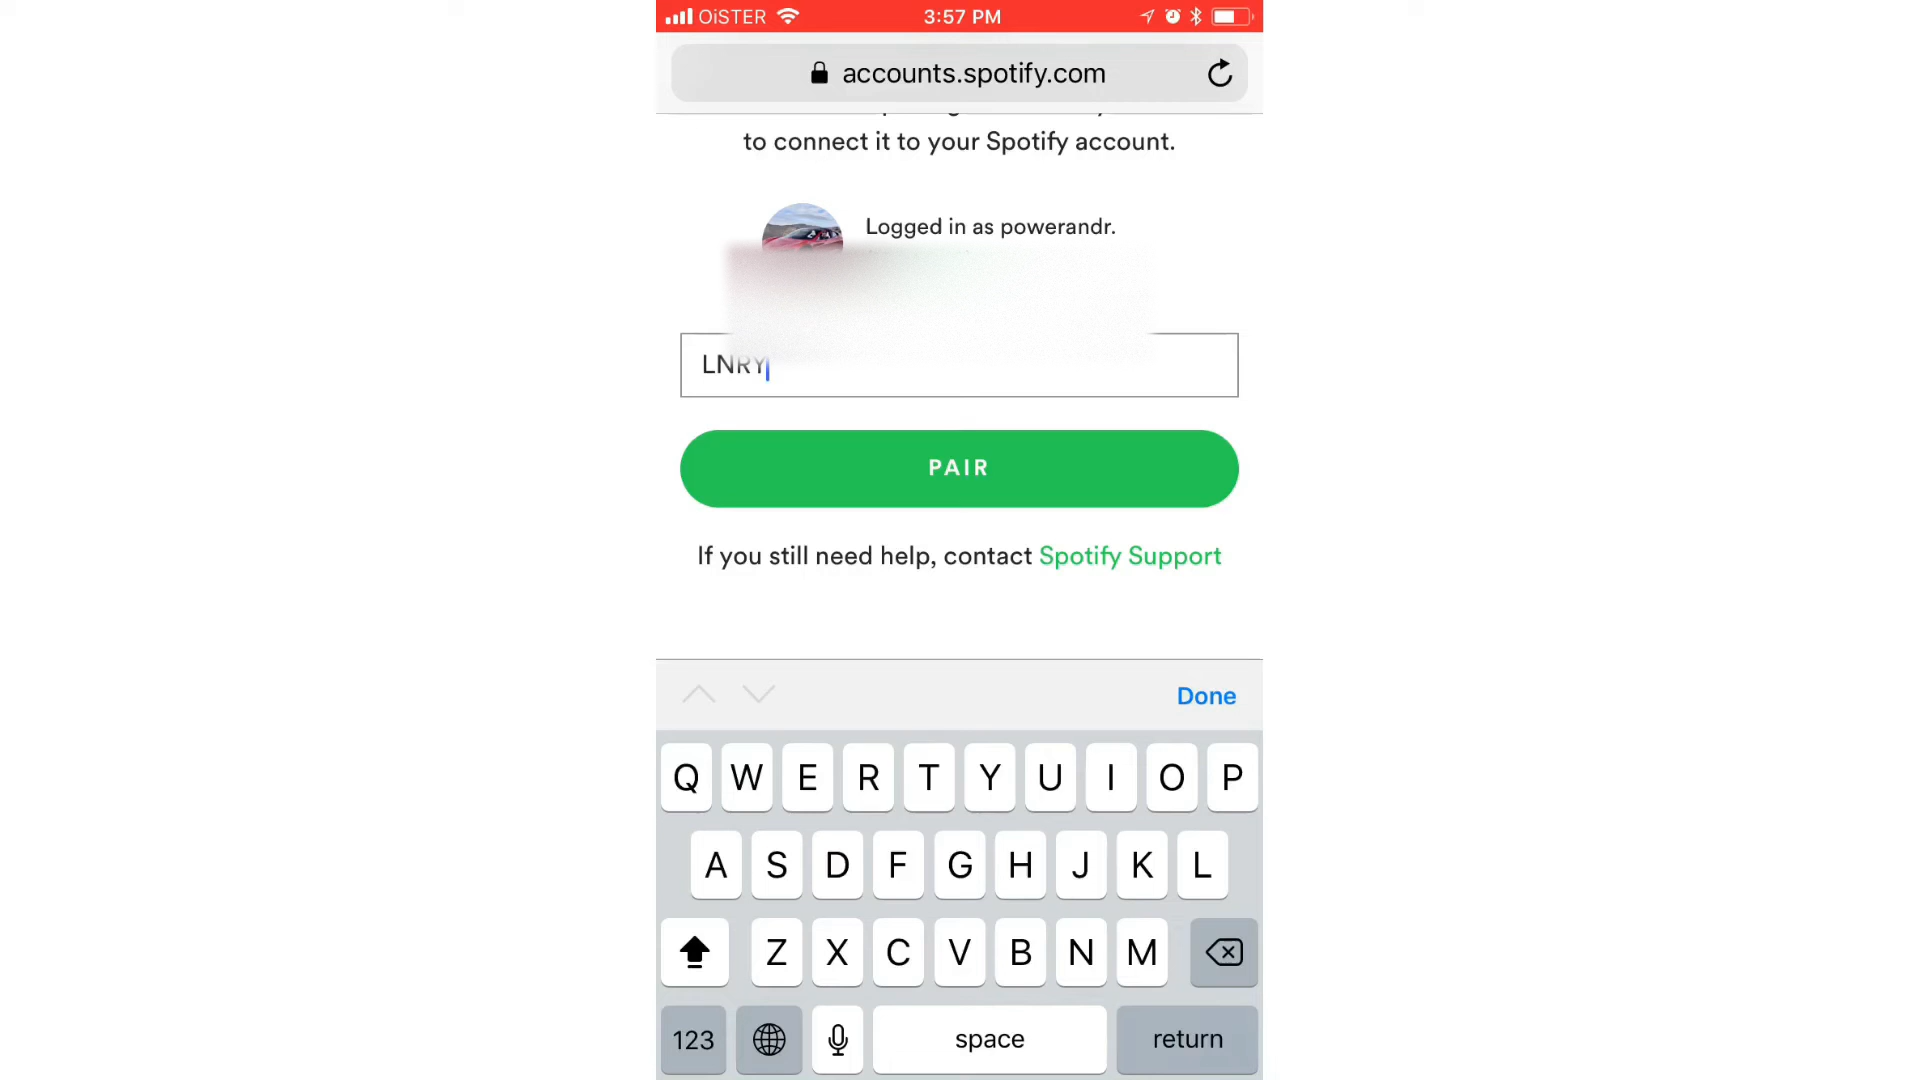 OiSTER
3:57 PM
accounts.spotify.com
to connect it to your Spotify account.
Logged in as powerandr.
LNRY
PAIR
If you still need help, contact Spotify Support
Done
Q W E R T Y U I O P
A S D F G H J K L
Z X C V B N M
123
space
return